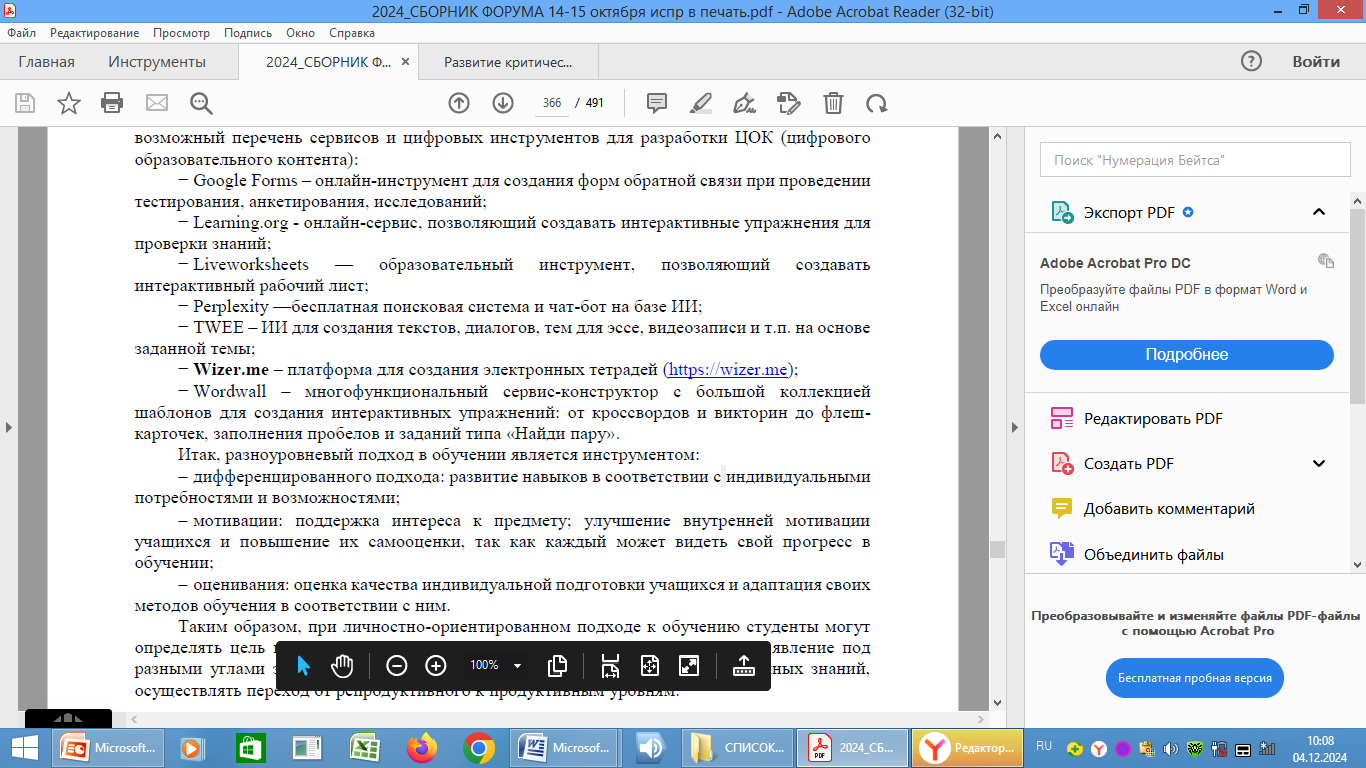 2024_СБОРНИК ФОРУМА 14-15 октября испр в печать.pdf - Adobe Acrobat Reader (32-bit)
Файл Редактирование Просмотр Подпись Окно Справка
Главная Инструменты 2024_СБОРНИК Ф... × Развитие критичес... Войти
366 / 491
возможный перечень сервисов и цифровых инструментов для разработки ЦОК (цифрового
образовательного контента):
− Google Forms – онлайн-инструмент для создания форм обратной связи при проведении
тестирования, анкетирования, исследований;
− Learning.org - онлайн-сервис, позволяющий создавать интерактивные упражнения для
проверки знаний;
− Liveworksheets — образовательный инструмент, позволяющий создавать
интерактивный рабочий лист;
− Perplexity —бесплатная поисковая система и чат-бот на базе ИИ;
− TWEE – ИИ для создания текстов, диалогов, тем для эссе, видеозаписи и т.п. на основе
заданной темы;
− Wizer.me – платформа для создания электронных тетрадей (https://wizer.me);
− Wordwall – многофункциональный сервис-конструктор с большой коллекцией
шаблонов для создания интерактивных упражнений: от кроссвордов и викторин до флеш-
карточек, заполнения пробелов и заданий типа «Найди пару».
Итак, разноуровневый подход в обучении является инструментом:
– дифференцированного подхода: развитие навыков в соответствии с индивидуальными
потребностями и возможностями;
– мотивации: поддержка интереса к предмету; улучшение внутренней мотивации
учащихся и повышение их самооценки, так как каждый может видеть свой прогресс в
обучении;
– оценивания: оценка качества индивидуальной подготовки учащихся и адаптация своих
методов обучения в соответствии с ним.
Таким образом, при личностно-ориентированном подходе к обучению студенты могут
определять цель явление под
разными углами ных знаний,
осуществлять переход от репродуктивного к продуктивным уровням.
100%
Поиск "Нумерация Бейтса"
Экспорт PDF
Adobe Acrobat Pro DC
Преобразуйте файлы PDF в формат Word и
Excel онлайн
Подробнее
Редактировать PDF
Создать PDF
Добавить комментарий
Объединить файлы
Преобразовывайте и изменяйте файлы PDF-файлы
с помощью Acrobat Pro
Бесплатная пробная версия
Microsoft... Microsof... СПИСОК... 2024_СБ... Редактор... RU 10:08
04.12.2024